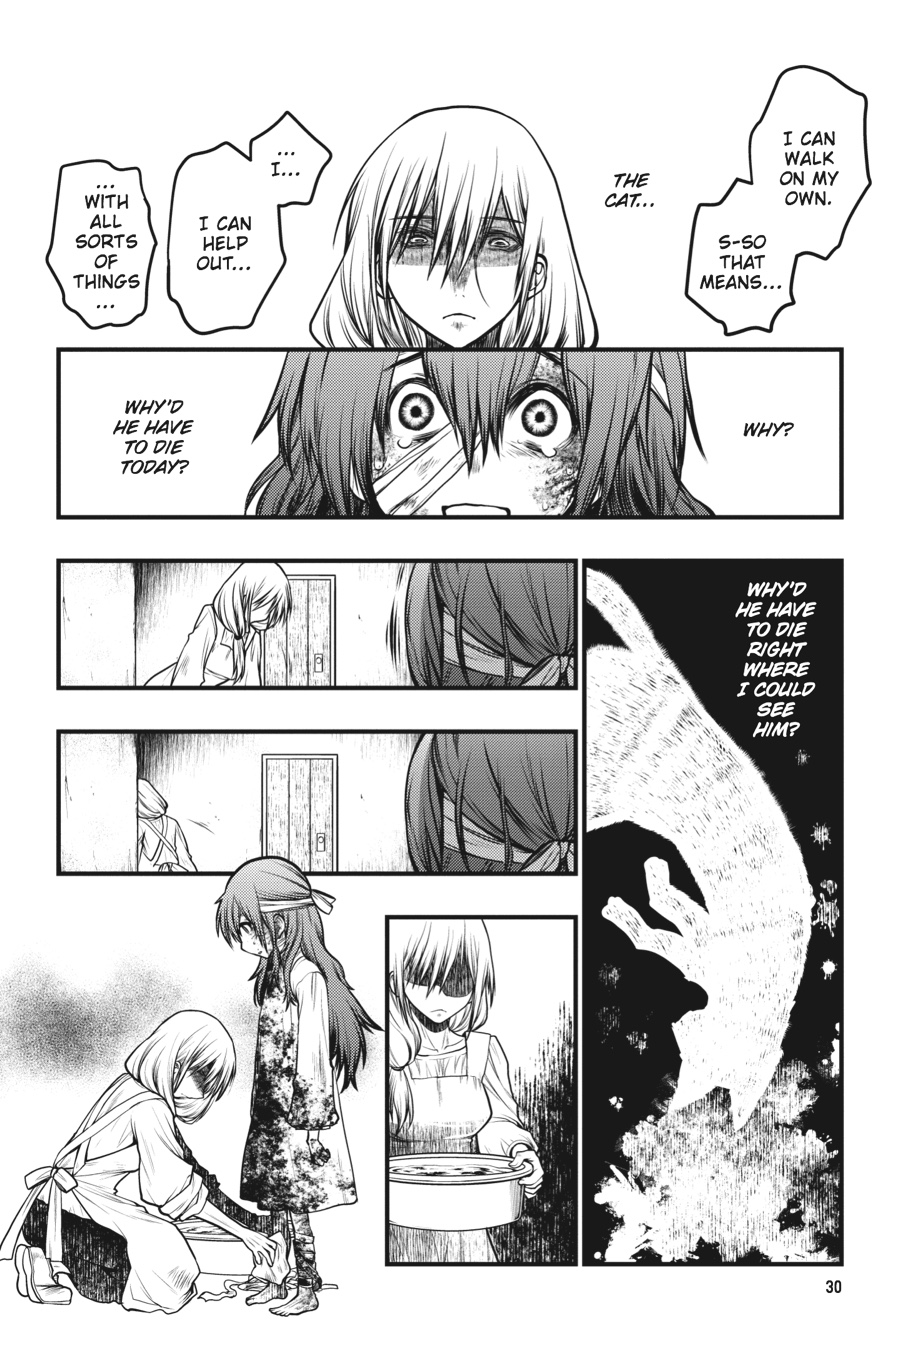 I CAN
WALK
ON MY
OWN.
S-SO
THAT
MEANS...
THE
CAT...
...
I...
I CAN
HELP
OUT...
...
WITH
ALL
SORTS
OF
THINGS
...
WHY?
WHY'D
HE HAVE
TO DIE
TODAY?
WHY'D
HE HAVE
TO DIE
RIGHT
WHERE
I COULD
SEE
HIM?
30